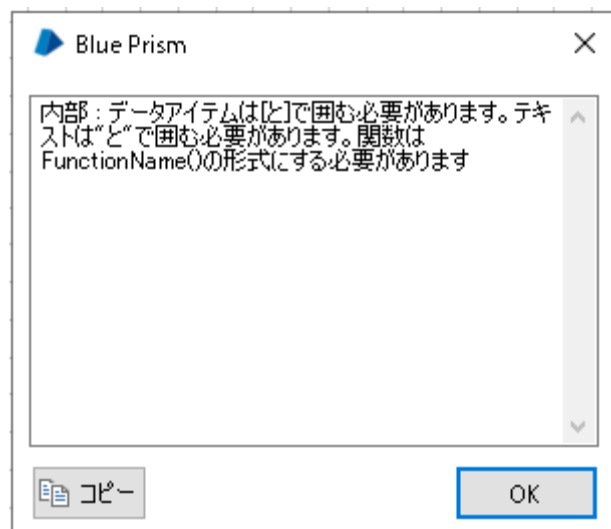 Blue Prism
内部：データアイテムは[と]で囲む必要があります。テキ
ストは"と"で囲む必要があります。関数は
FunctionName()の形式にする必要があります
コピー
OK